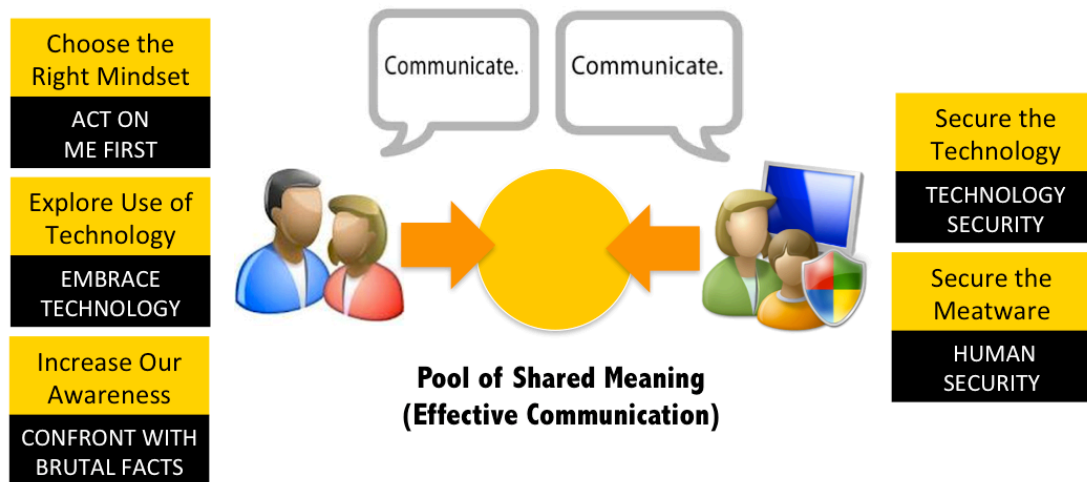 Choose the
Right Mindset
ACT ON
ME FIRST
Explore Use of
Technology
EMBRACE
TECHNOLOGY
Increase Our
Awareness
CONFRONT WITH
BRUTAL FACTS
Communicate.
Communicate.
Pool of Shared Meaning
(Effective Communication)
Secure the
Technology
TECHNOLOGY
SECURITY
Secure the
Meatware
HUMAN
SECURITY